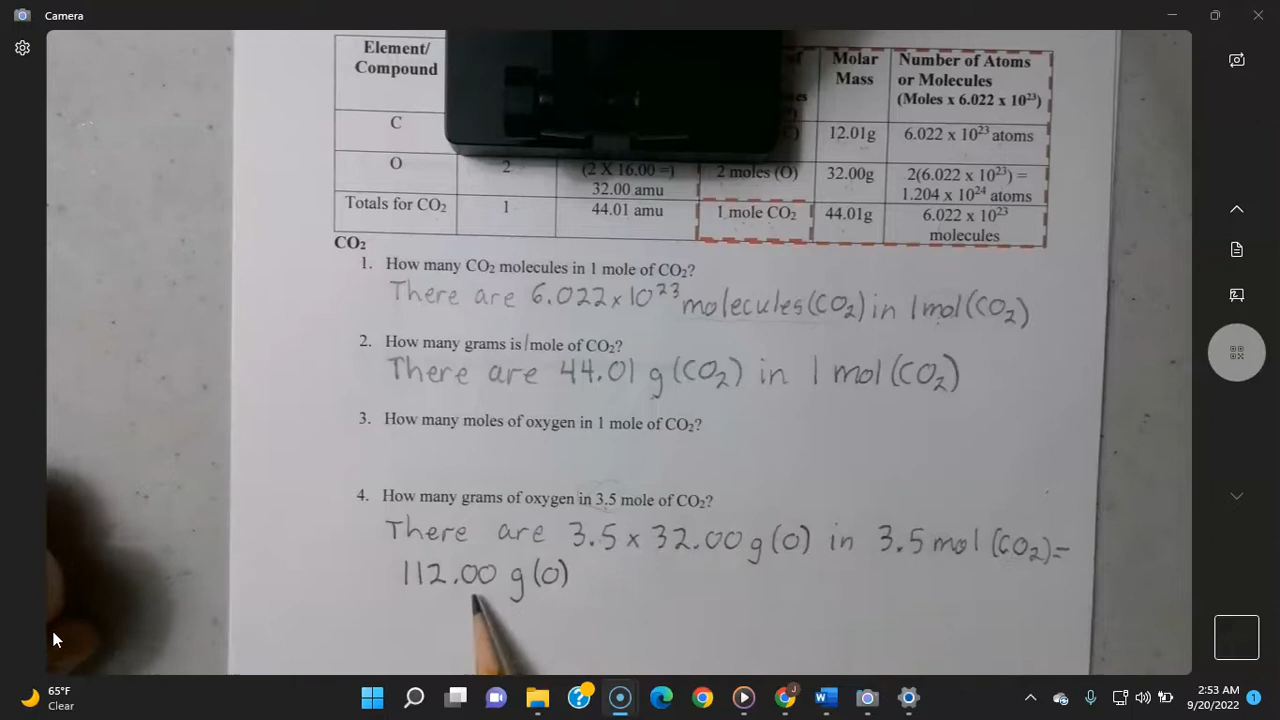 Camera
Element/ Compound
Molar Mass
Number of Atoms or Molecules (Moles x 6.022 x 10²³)
C
12.01g
6.022 x 10²³ atoms
O
2
(2 X 16.00 =) 32.00 amu
2 moles (O)
32.00g
2(6.022 x 10²³) = 1.204 x 10²⁴ atoms
Totals for CO₂
1
44.01 amu
1 mole CO₂
44.01g
6.022 x 10²³ molecules
CO₂
1. How many CO₂ molecules in 1 mole of CO₂?
There are 6.022 x 10²³ molecules (CO₂) in 1 mol (CO₂)
2. How many grams is/mole of CO₂?
There are 44.01 g (CO₂) in 1 mol (CO₂)
3. How many moles of oxygen in 1 mole of CO₂?
4. How many grams of oxygen in 3.5 mole of CO₂?
There are 3.5 x 32.00 g (O) in 3.5 mol (CO₂) =
112.00 g (O)
65°F
Clear
2:53 AM
9/20/2022
1